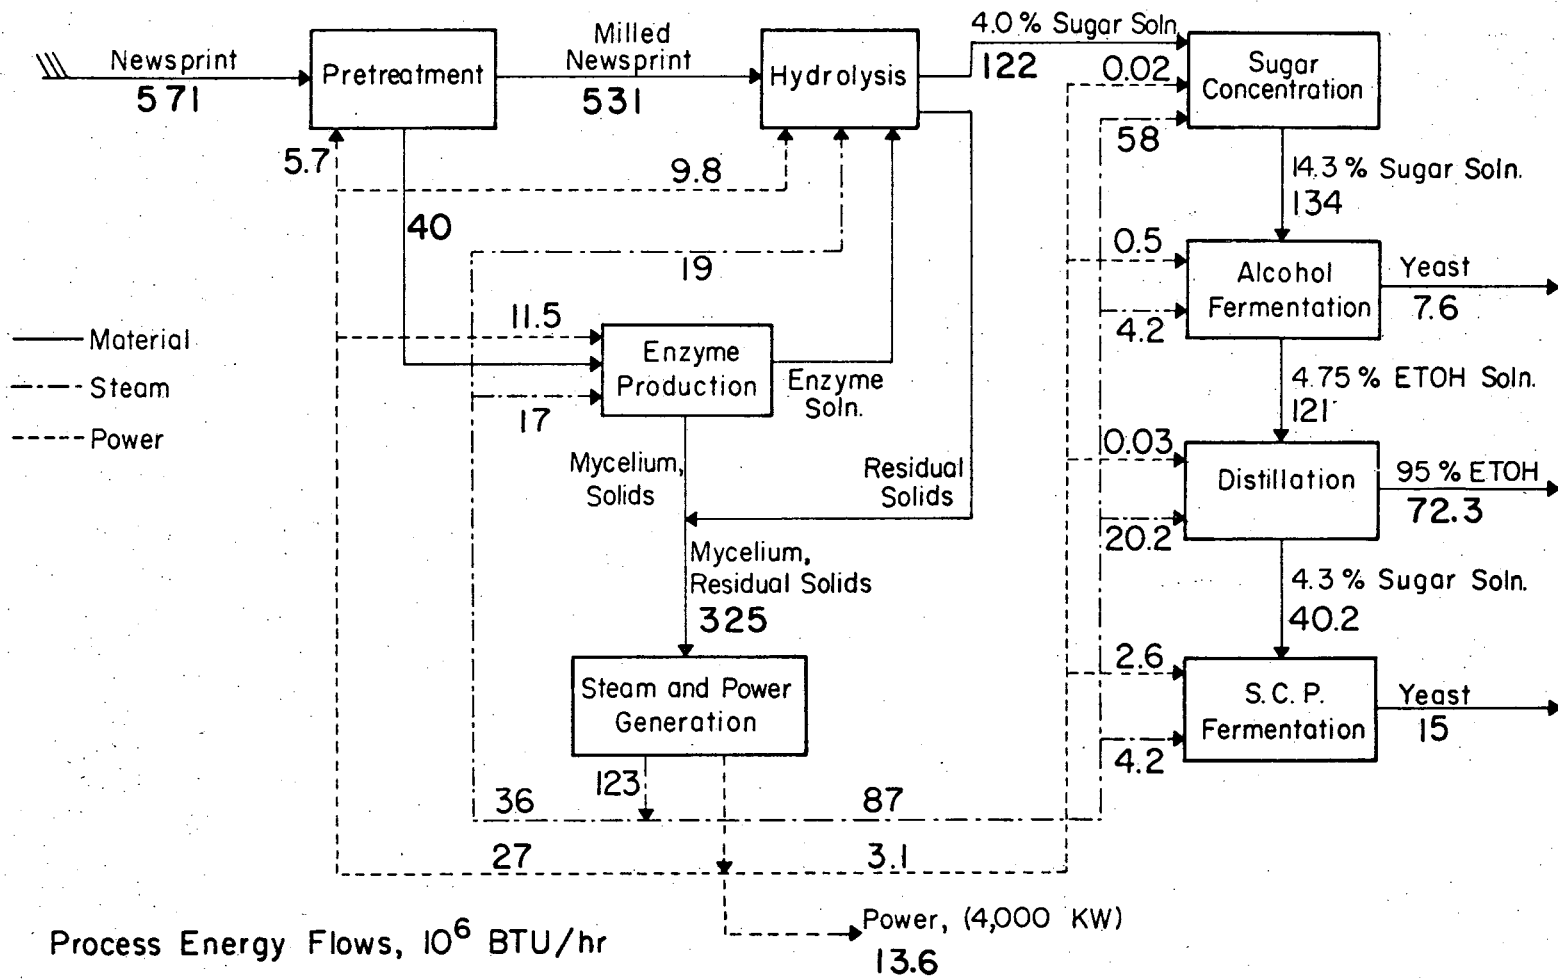 Newsprint
571
Pretreatment
Milled
Newsprint
531
Hydrolysis
4.0 % Sugar Soln.
122
0.02
58
Sugar
Concentration
5.7
9.8
40
19
14.3 % Sugar Soln.
134
0.5
4.2
Alcohol
Fermentation
Yeast
7.6
Material
Steam
Power
11.5
17
Enzyme
Production
Enzyme
Soln.
4.75 % ETOH Soln.
121
0.03
20.2
Distillation
95 % ETOH
72.3
Mycelium,
Solids
Residual
Solids
Mycelium,
Residual Solids
325
4.3 % Sugar Soln.
40.2
2.6
4.2
S. C. P.
Fermentation
Yeast
15
Steam and Power
Generation
123
36
87
27
3.1
Power, (4,000 KW)
13.6
Process Energy Flows, 10⁶ BTU/hr